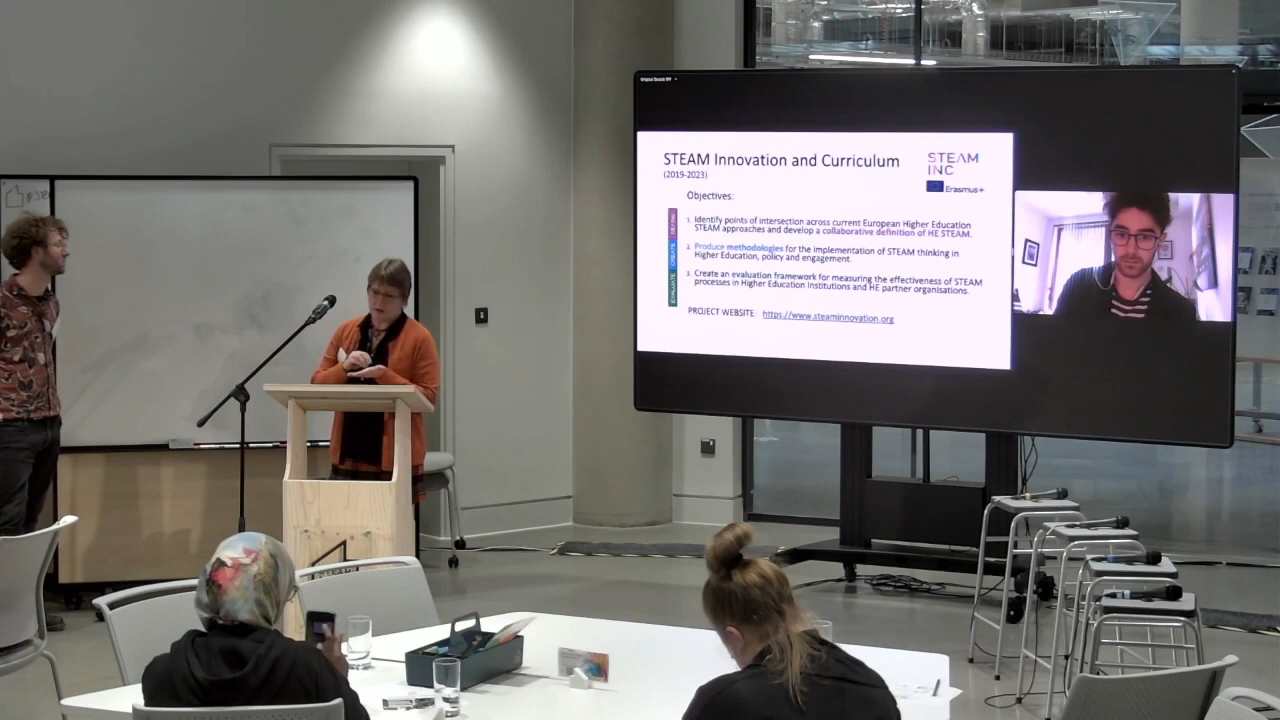 STEAM Innovation and Curriculum
(2019-2023)
STEAM
INC
Erasmus+
Objectives:
1. Identify points of intersection across current European Higher Education
STEAM approaches and develop a collaborative definition of HE STEAM.
2. Produce methodologies for the implementation of STEAM thinking in
Higher Education, policy and engagement.
3. Create an evaluation framework for measuring the effectiveness of STEAM
processes in Higher Education Institutions and HE partner organisations.
DEFINE
CREATE
EVALUATE
PROJECT WEBSITE: https://www.steaminnovation.org